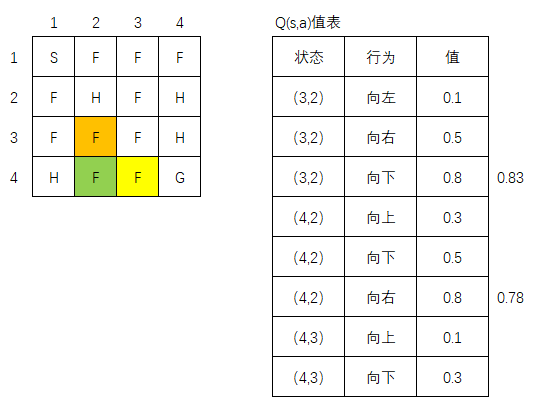 1 2 3 4 Q(s,a)值表
1 S F F F 状态 行为 值
2 F H F H (3,2) 向左 0.1
3 F F F H (3,2) 向右 0.5
4 H F F G (3,2) 向下 0.8 0.83
(4,2) 向上 0.3
(4,2) 向下 0.5
(4,2) 向右 0.8 0.78
(4,3) 向上 0.1
(4,3) 向下 0.3